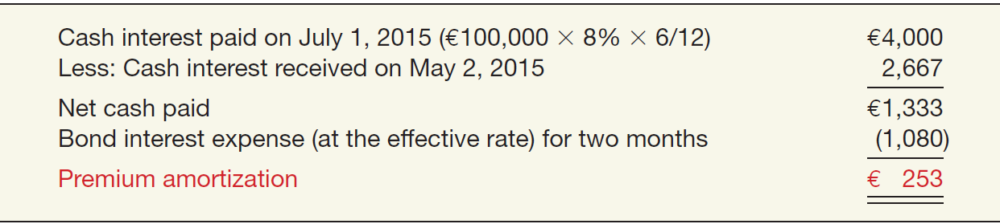 Cash interest paid on July 1, 2015 (€100,000 × 8% × 6/12) €4,000
Less: Cash interest received on May 2, 2015 2,667
Net cash paid €1,333
Bond interest expense (at the effective rate) for two months (1,080)
Premium amortization € 253